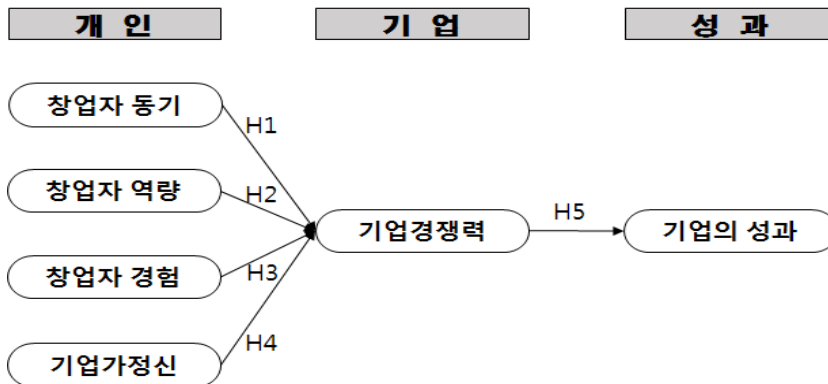 개 인
기 업
성 과
창업자 동기
H1
창업자 역량
H2
기업경쟁력
H5
기업의 성과
창업자 경험
H3
H4
기업가정신